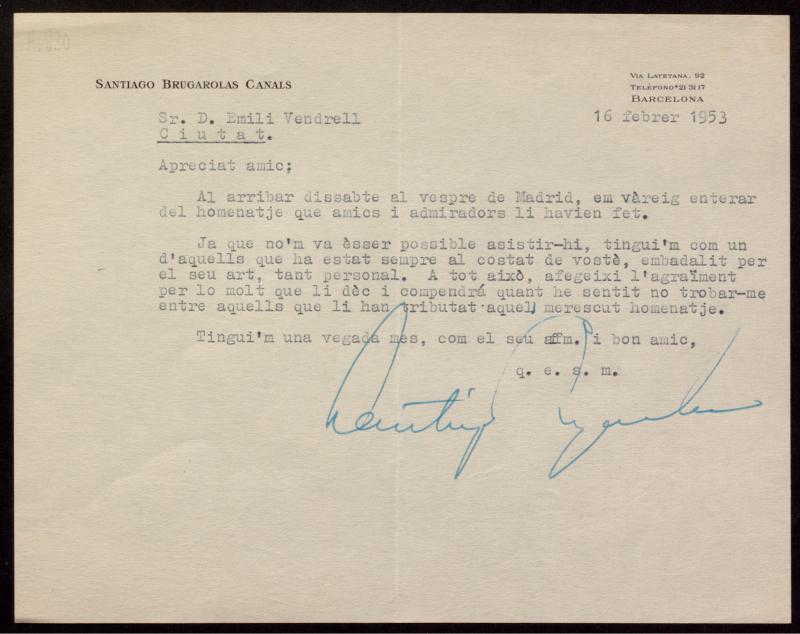 SANTIAGO BRUGAROLAS CANALS
VIA LAYETANA, 92
TELÉFONO *21 31 17
BARCELONA
16 febrer 1953
Sr. D. Emili Vendrell
Ciutat.
Apreciat amic;
Al arribar dissabte al vespre de Madrid, em vàreig enterar
del homenatje que amics i admiradors li havien fet.
Ja que no'm va èsser possible asistir-hi, tingui'm com un
d'aquells que ha estat sempre al costat de vostè, embadalit per
el seu art, tant personal. A tot això, afegeixi l'agraïment
per lo molt que li dèc i compendrá quant he sentit no trobar-me
entre aquells que li han tributat aquell merescut homenatje.
Tingui'm una vegada mes, com el seu affm. i bon amic,
q. e. s. m.